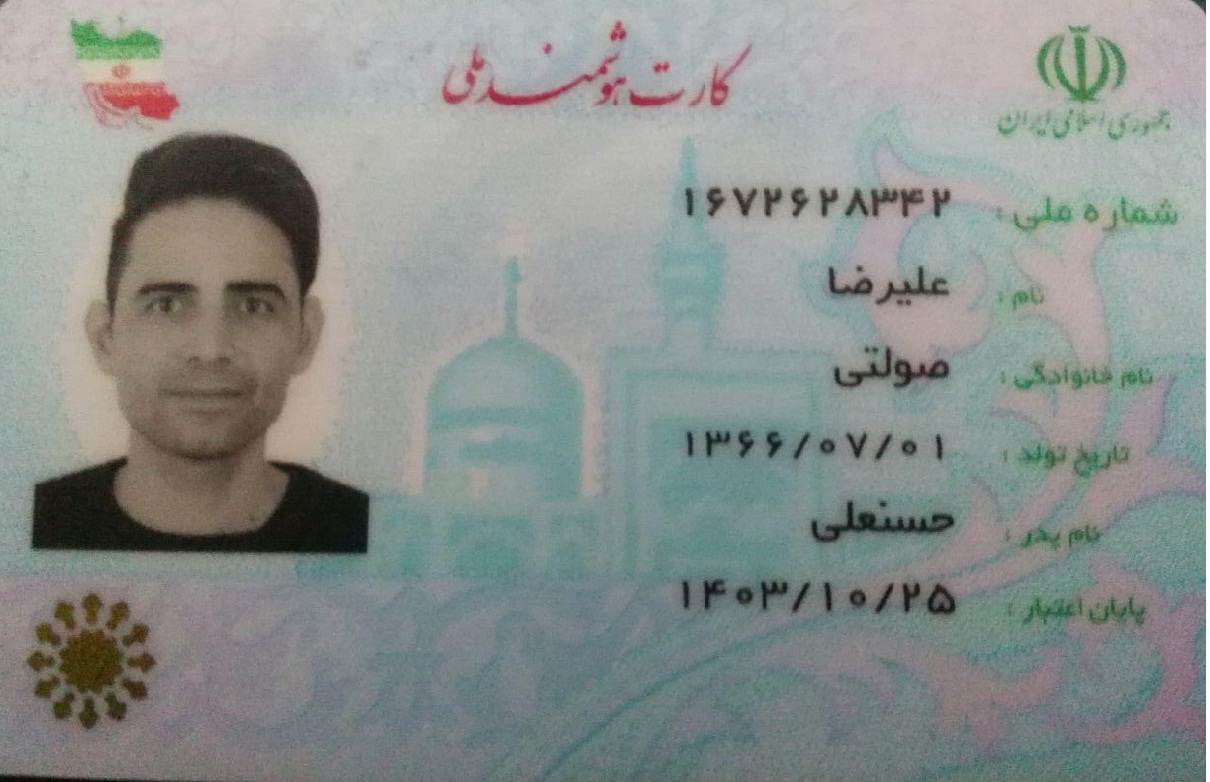 کارت هوشمند ملی
جمهوری اسلامی ایران
شماره ملی : ۱۶۷۲۶۲۸۳۴۲
نام : علیرضا
نام خانوادگی : صولتی
تاریخ تولد : ۱۳۶۶/۰۷/۰۱
نام پدر : حسنعلی
پایان اعتبار : ۱۴۰۳/۱۰/۲۵